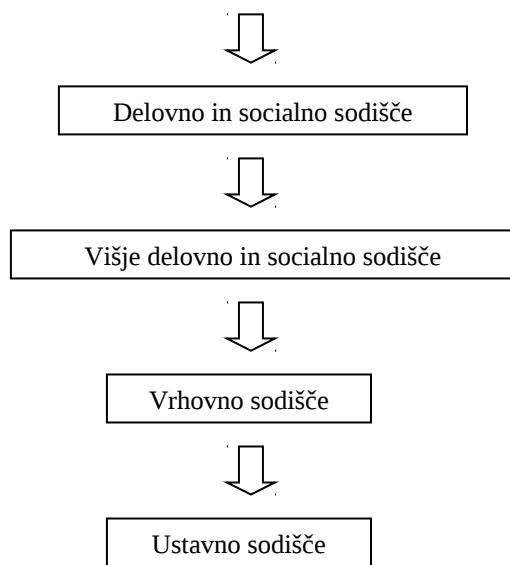 Delovno in socialno sodišče
Višje delovno in socialno sodišče
Vrhovno sodišče
Ustavno sodišče